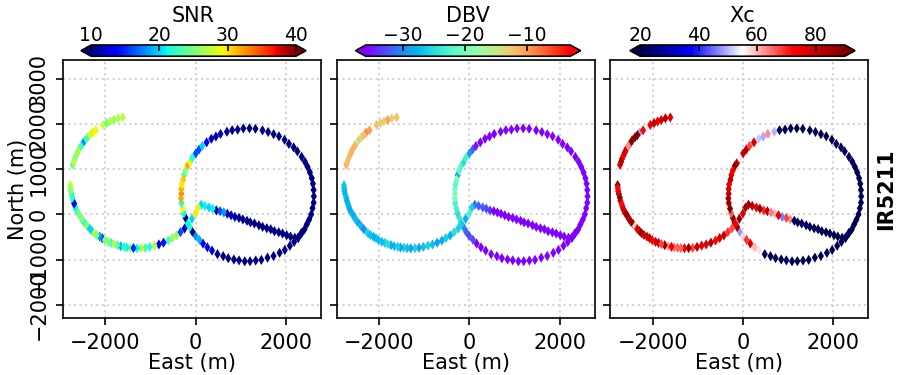 SNR DBV Xc
10 20 30 40 −30 −20 −10 20 40 60 80
North (m)
3000
2000
1000
0
−1000
−2000
−2000 0 2000 −2000 0 2000 −2000 0 2000
East (m) East (m) East (m)
IR5211